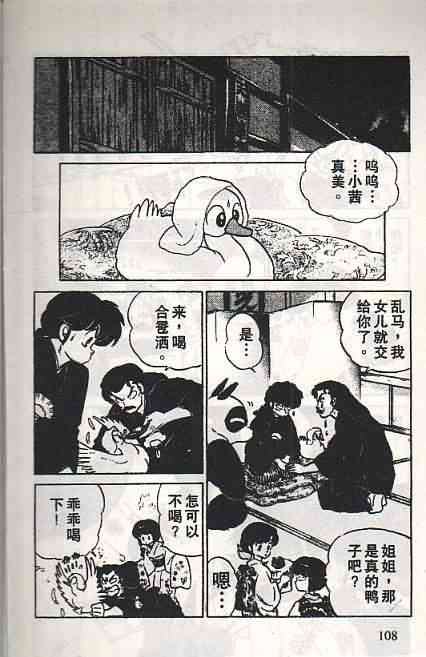 呜呜…
…小茜
真美。
乱马，我
女儿就交
给你了。
是…
来，喝
合雹洒。
姐姐，那
是真的鸭
子吧？
嗯…
怎可以
不喝？
乖乖喝
下！
108